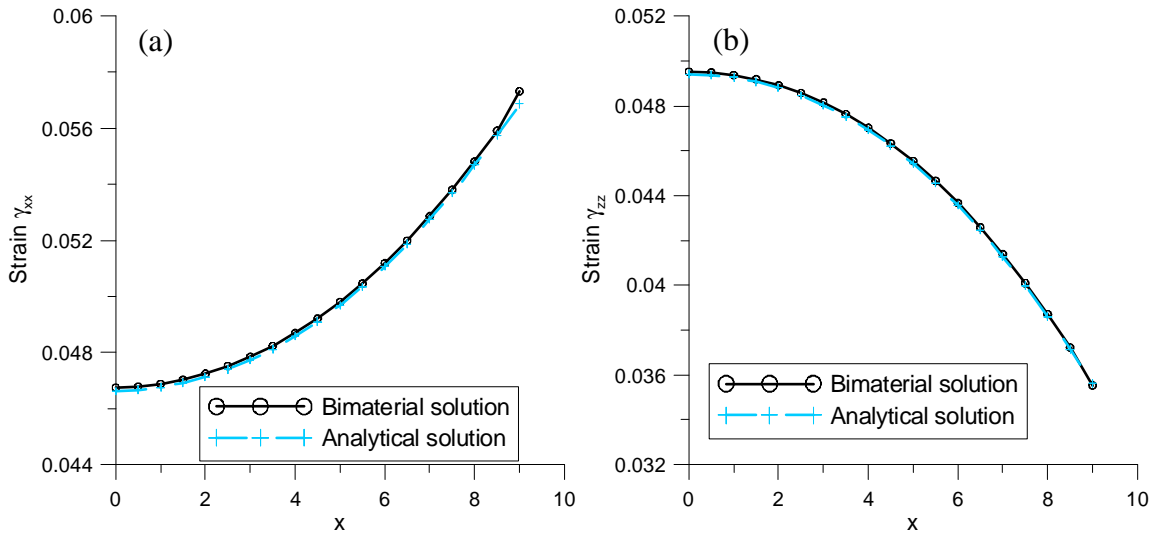 (a)
0.06
0.056
0.052
0.048
0.044
Strain γxx
Bimaterial solution
Analytical solution
0 2 4 6 8 10
x
(b)
0.052
0.048
0.044
0.04
0.036
0.032
Strain γzz
Bimaterial solution
Analytical solution
0 2 4 6 8 10
x